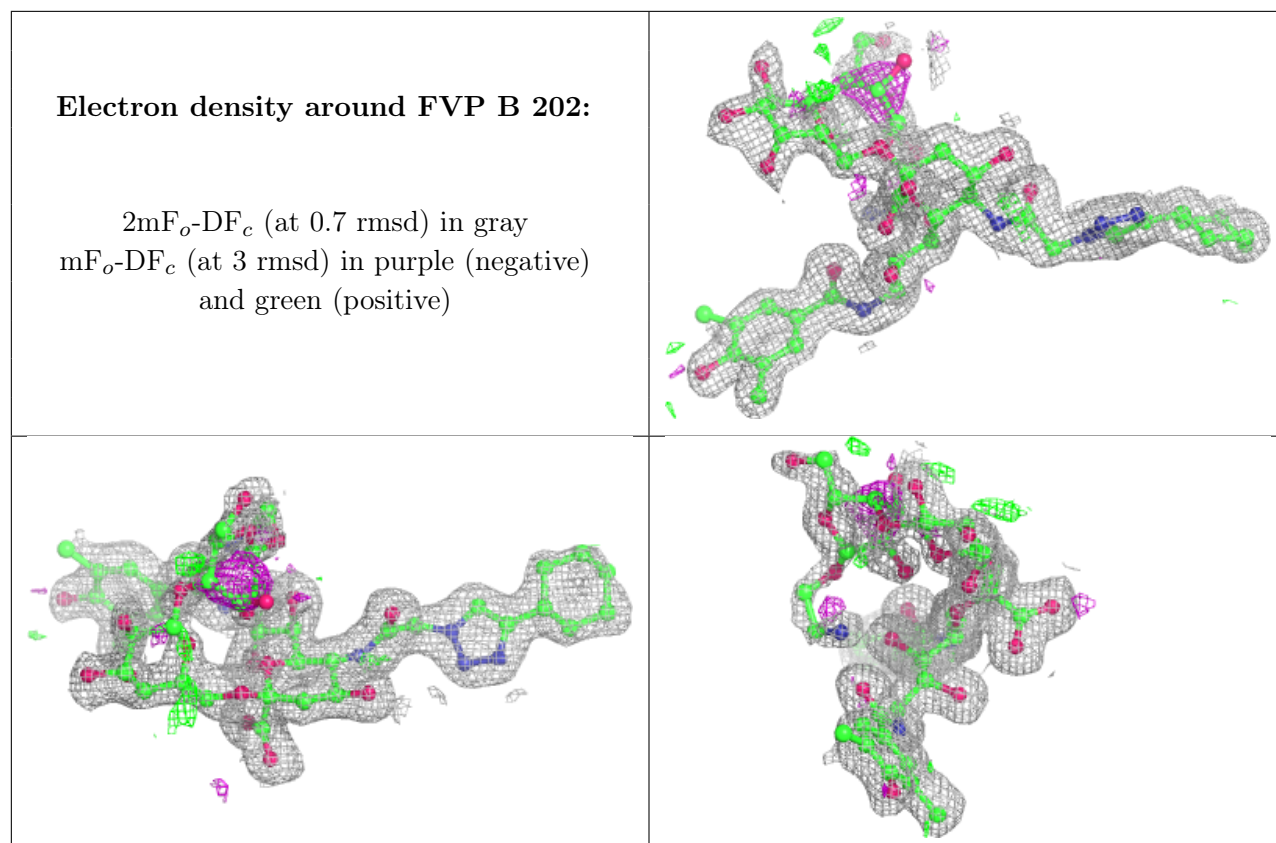 Electron density around FVP B 202:
2mFo-DFc (at 0.7 rmsd) in gray
mFo-DFc (at 3 rmsd) in purple (negative)
and green (positive)